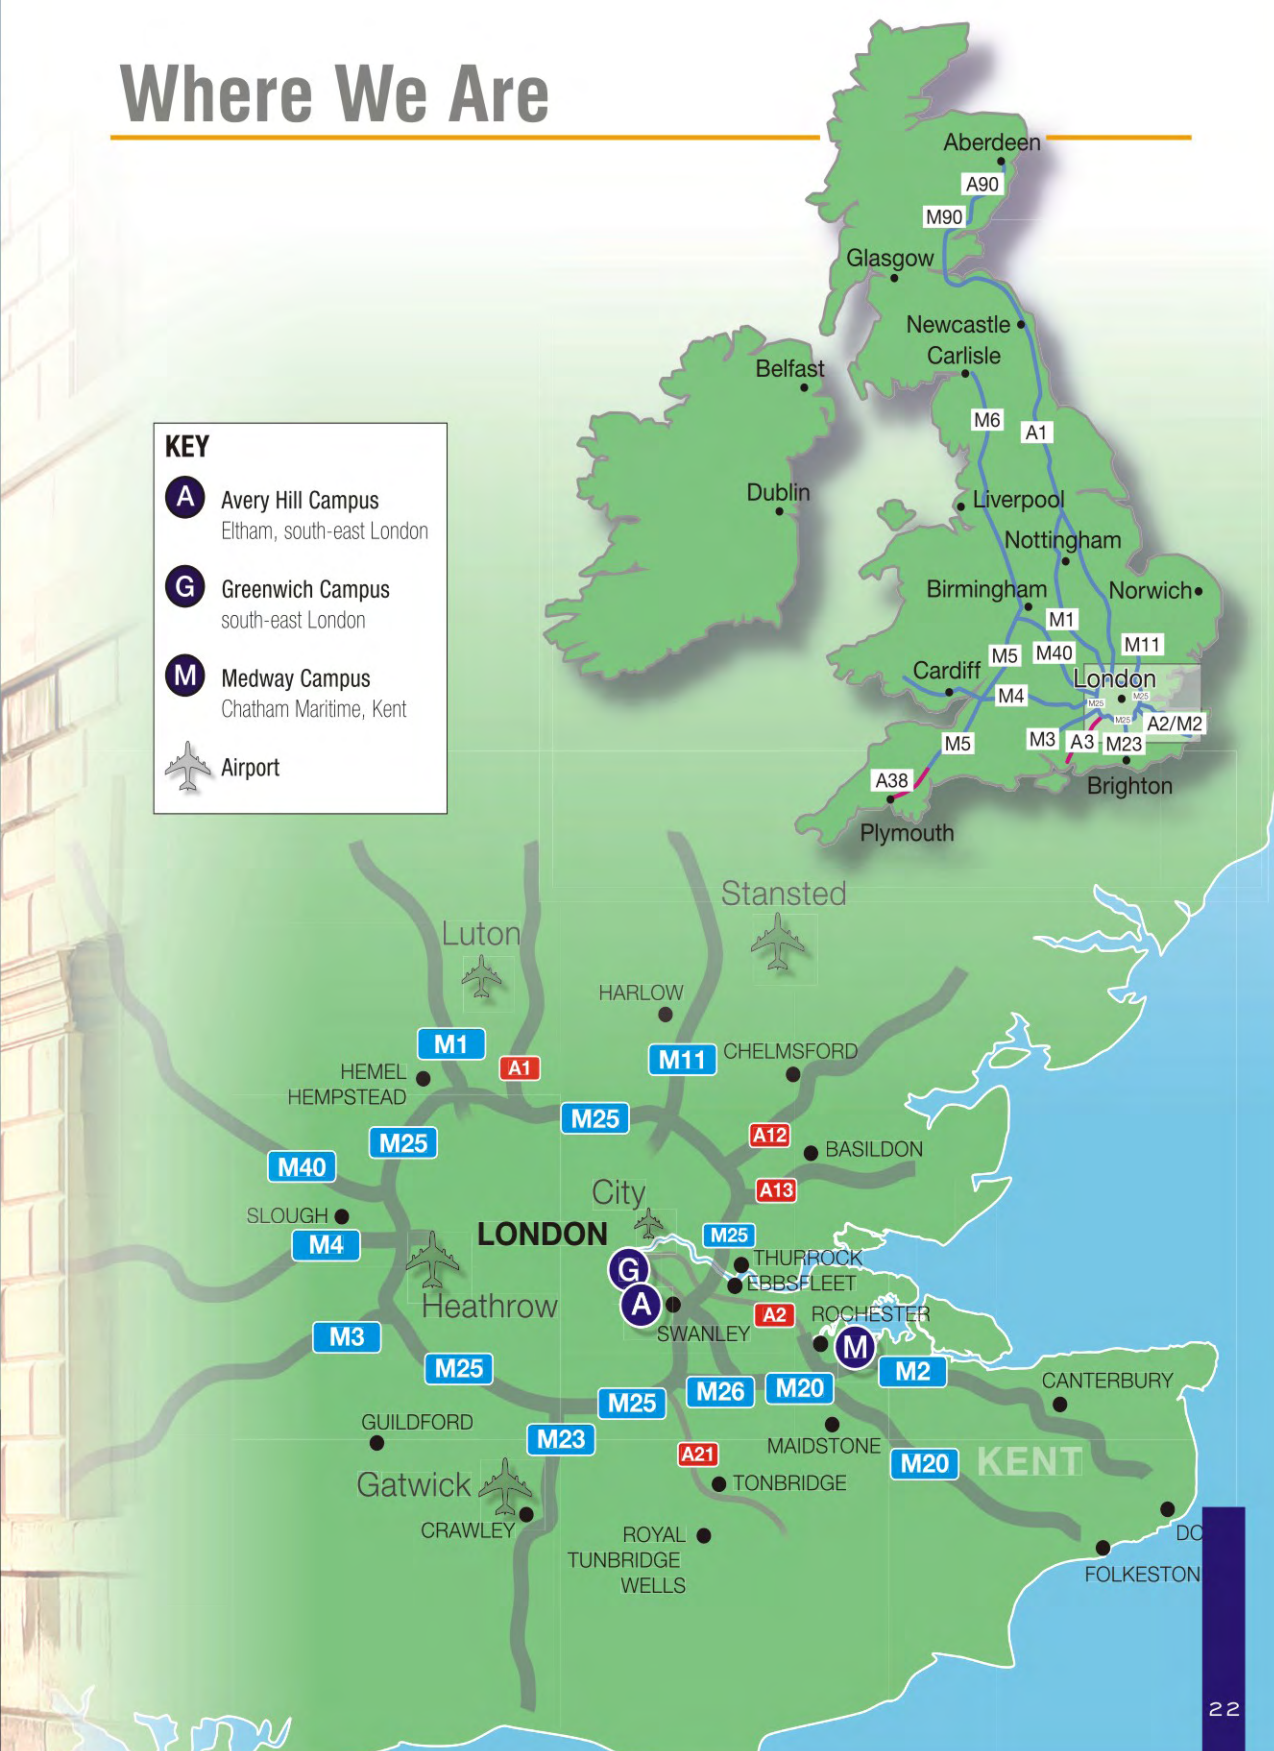 Where We Are
Aberdeen
A90
M90
Glasgow
Newcastle
Carlisle
Belfast
M6
A1
Dublin
Liverpool
Nottingham
Birmingham
Norwich
M1
M5
M40
M11
Cardiff
London
M4
M25
M25
M25
A2/M2
M5
M3
A3
M23
A38
Brighton
Plymouth
KEY
A
Avery Hill Campus
Eltham, south-east London
G
Greenwich Campus
south-east London
M
Medway Campus
Chatham Maritime, Kent
Airport
Stansted
Luton
HARLOW
M1
A1
M11
CHELMSFORD
HEMEL
HEMPSTEAD
M25
M25
A12
BASILDON
M40
A13
City
SLOUGH
LONDON
M25
M4
THURROCK
G
EBBSFLEET
Heathrow
A
A2
ROCHESTER
SWANLEY
M3
M
M25
M2
M26
M20
M25
CANTERBURY
GUILDFORD
M23
MAIDSTONE
A21
M20
KENT
Gatwick
TONBRIDGE
CRAWLEY
ROYAL
TUNBRIDGE
WELLS
DO
FOLKESTON
22